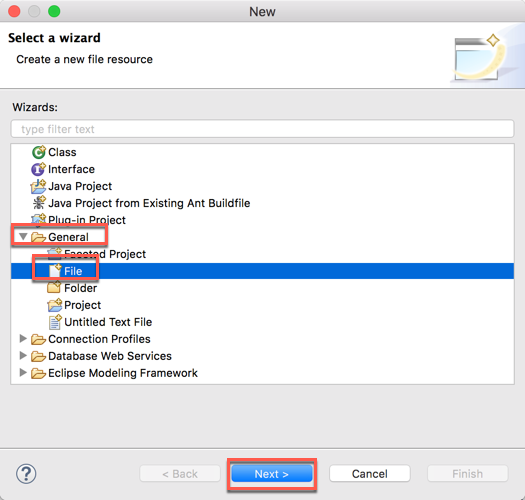 New
Select a wizard
Create a new file resource
Wizards:
type filter text
Class
Interface
Java Project
Java Project from Existing Ant Buildfile
Plug-in Project
General
Faceted Project
File
Folder
Project
Untitled Text File
Connection Profiles
Database Web Services
Eclipse Modeling Framework
? < Back Next > Cancel Finish